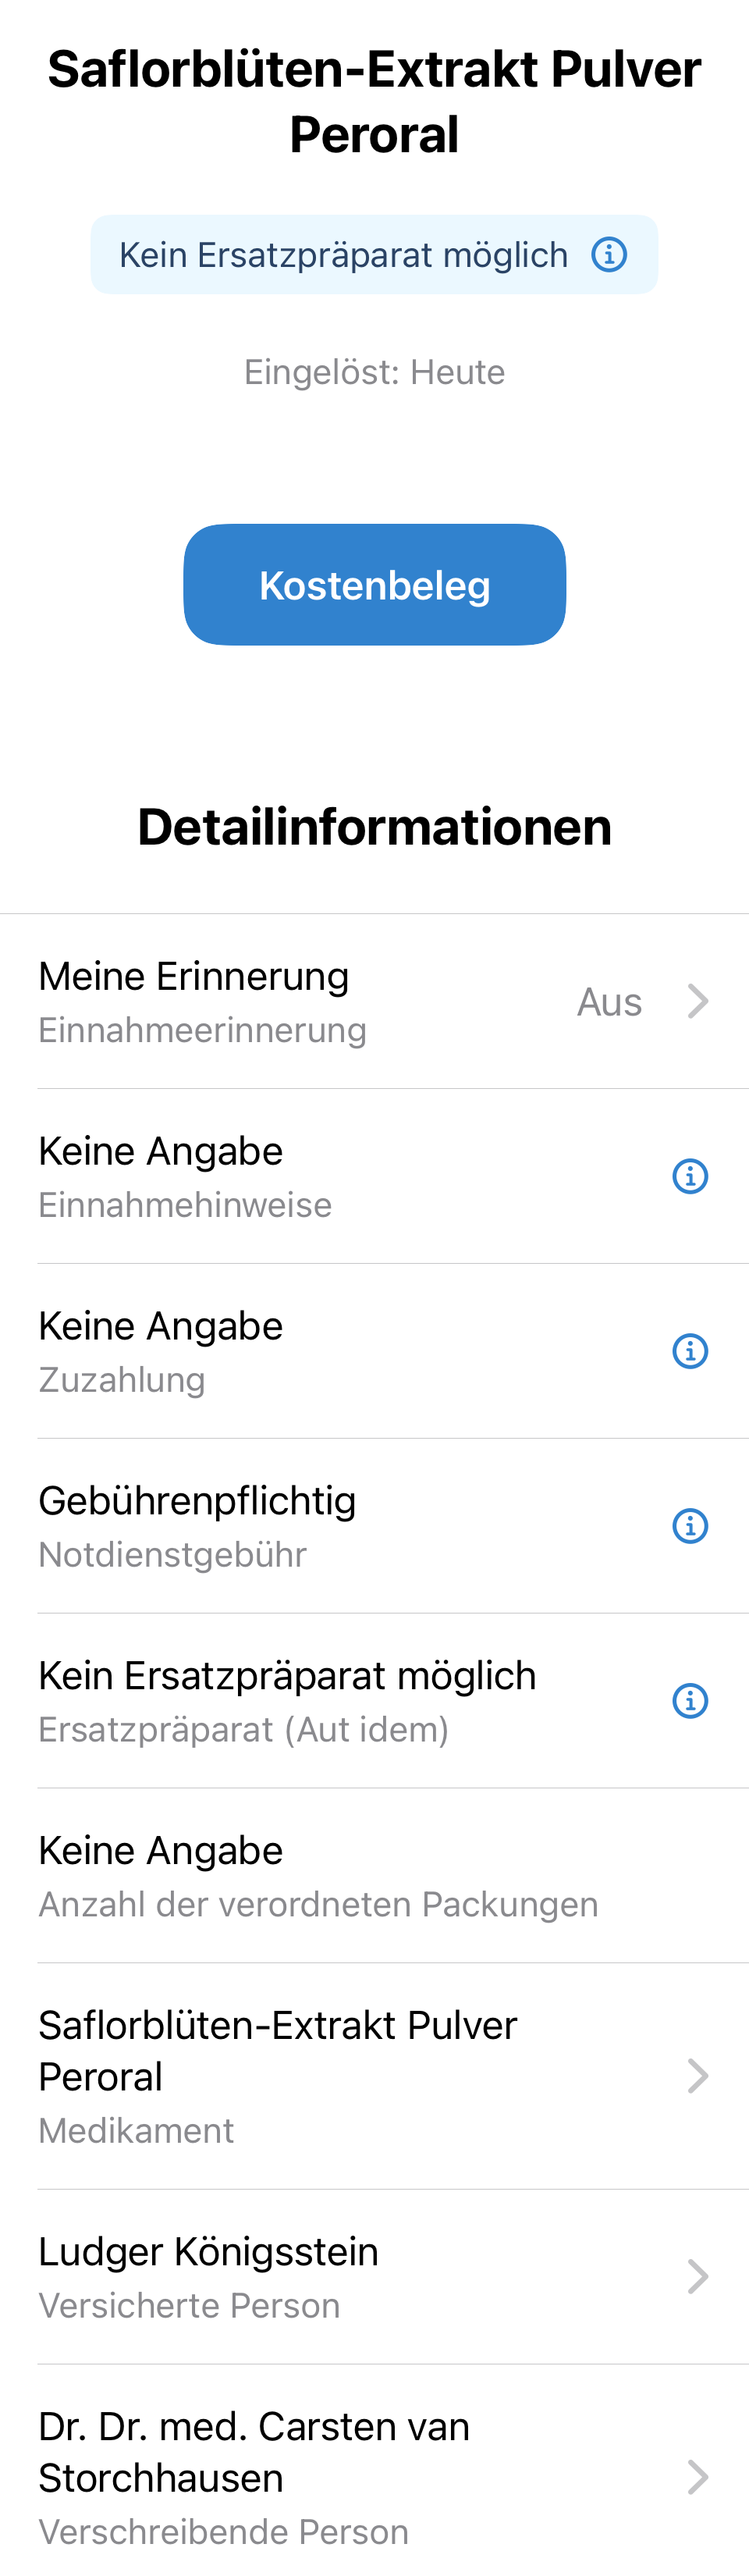 Saflorblüten-Extrakt Pulver
Peroral
Kein Ersatzpräparat möglich
Eingelöst: Heute
Kostenbeleg
Detailinformationen
Meine Erinnerung
Einnahmeerinnerung
Aus
Keine Angabe
Einnahmehinweise
Keine Angabe
Zuzahlung
Gebührenpflichtig
Notdienstgebühr
Kein Ersatzpräparat möglich
Ersatzpräparat (Aut idem)
Keine Angabe
Anzahl der verordneten Packungen
Saflorblüten-Extrakt Pulver
Peroral
Medikament
Ludger Königsstein
Versicherte Person
Dr. Dr. med. Carsten van
Storchhausen
Verschreibende Person